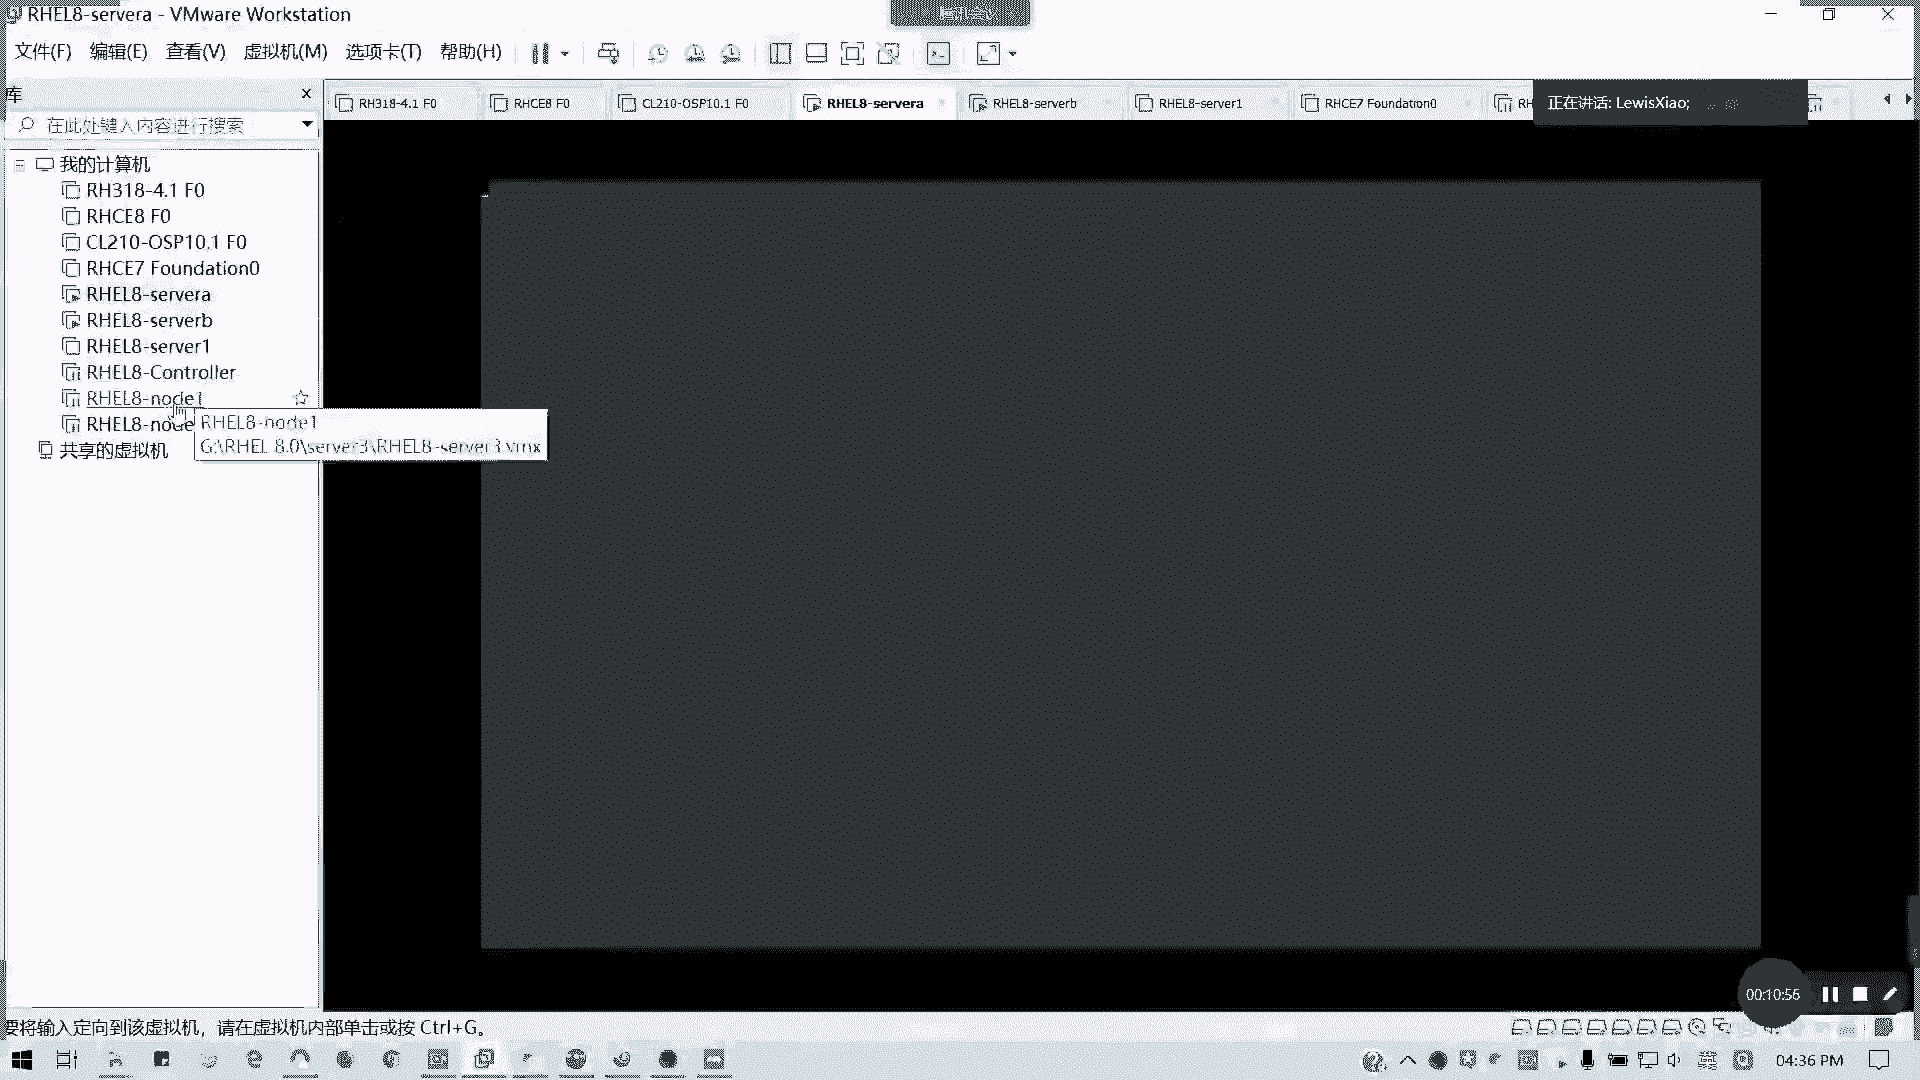 RHEL8-servera - VMware Workstation
文件(F) 编辑(E) 查看(V) 虚拟机(M) 选项卡(T) 帮助(H)
库
在此处键入内容进行搜索
RH318-4.1 F0 RHCE8 F0 CL210-OSP10.1 F0 RHEL8-servera RHEL8-serverb RHEL8-server1 RHCE7 Foundation0 RH
正在讲话: LewisXiao;
我的计算机
RH318-4.1 F0
RHCE8 F0
CL210-OSP10.1 F0
RHCE7 Foundation0
RHEL8-servera
RHEL8-serverb
RHEL8-server1
RHEL8-Controller
RHEL8-node1
RHEL8-node
共享的虚拟机
RHEL8-node1
G:\RHEL 8.0\server3\RHEL8-server3.vmx
00:10:56
要将输入定向到该虚拟机，请在虚拟机内部单击或按 Ctrl+G。
英
04:36 PM